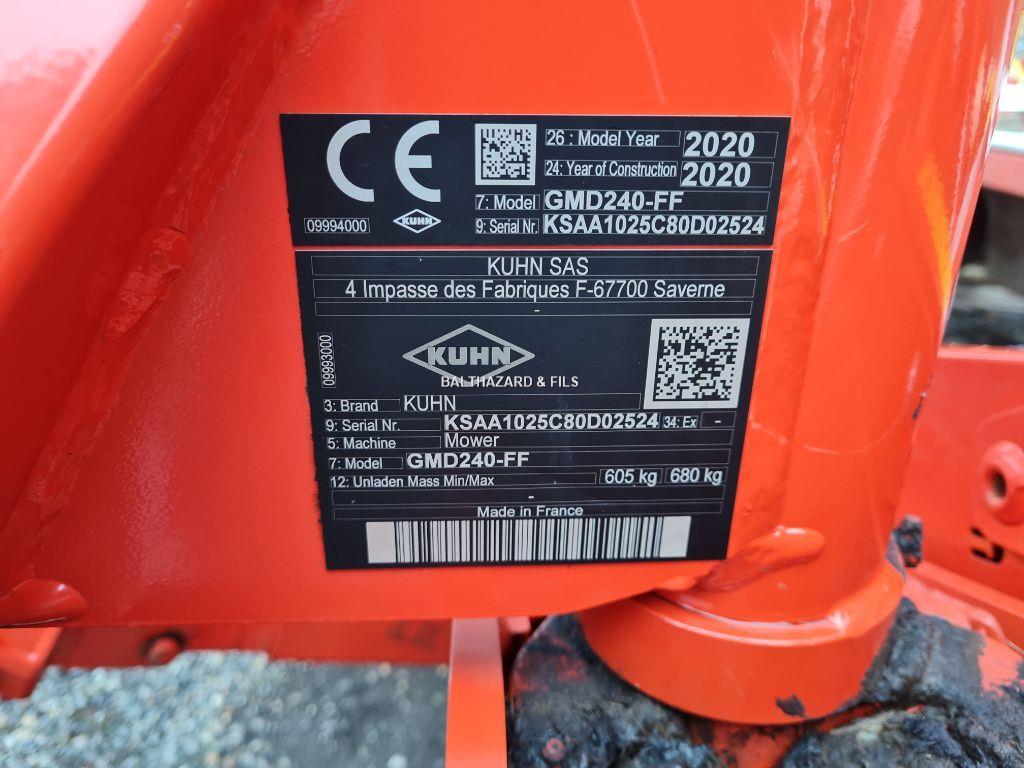 CE
26 : Model Year 2020
24: Year of Construction 2020
7: Model GMD240-FF
09994000 KUHN 9: Serial Nr. KSAA1025C80D02524
KUHN SAS
4 Impasse des Fabriques F-67700 Saverne
-
09993000
KUHN
BALTHAZARD & FILS
3: Brand KUHN
9: Serial Nr. KSAA1025C80D02524 34: Ex -
5: Machine Mower
7: Model GMD240-FF
12: Unladen Mass Min/Max 605 kg 680 kg
-
Made in France